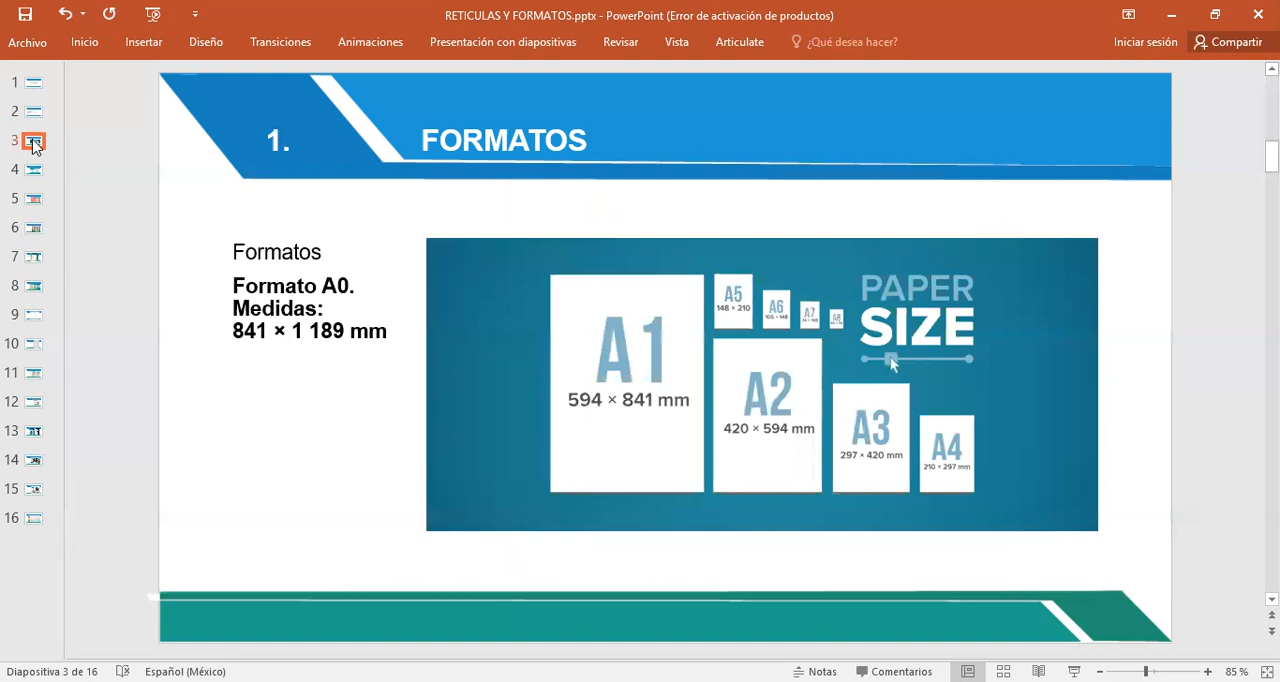 RETICULAS Y FORMATOS.pptx - PowerPoint (Error de activación de productos)
Archivo
Inicio
Insertar
Diseño
Transiciones
Animaciones
Presentación con diapositivas
Revisar
Vista
Articulate
¿Qué desea hacer?
Iniciar sesión
Compartir
1
2
3
4
5
6
7
8
9
10
11
12
13
14
15
16
1.
FORMATOS
Formatos
Formato A0.
Medidas:
841 × 1 189 mm
A1
594 × 841 mm
A5
148 × 210
A6
105 × 148
A7
A8
PAPER
SIZE
A2
420 × 594 mm
A3
297 × 420 mm
A4
210 × 297 mm
Diapositiva 3 de 16
Español (México)
Notas
Comentarios
85 %